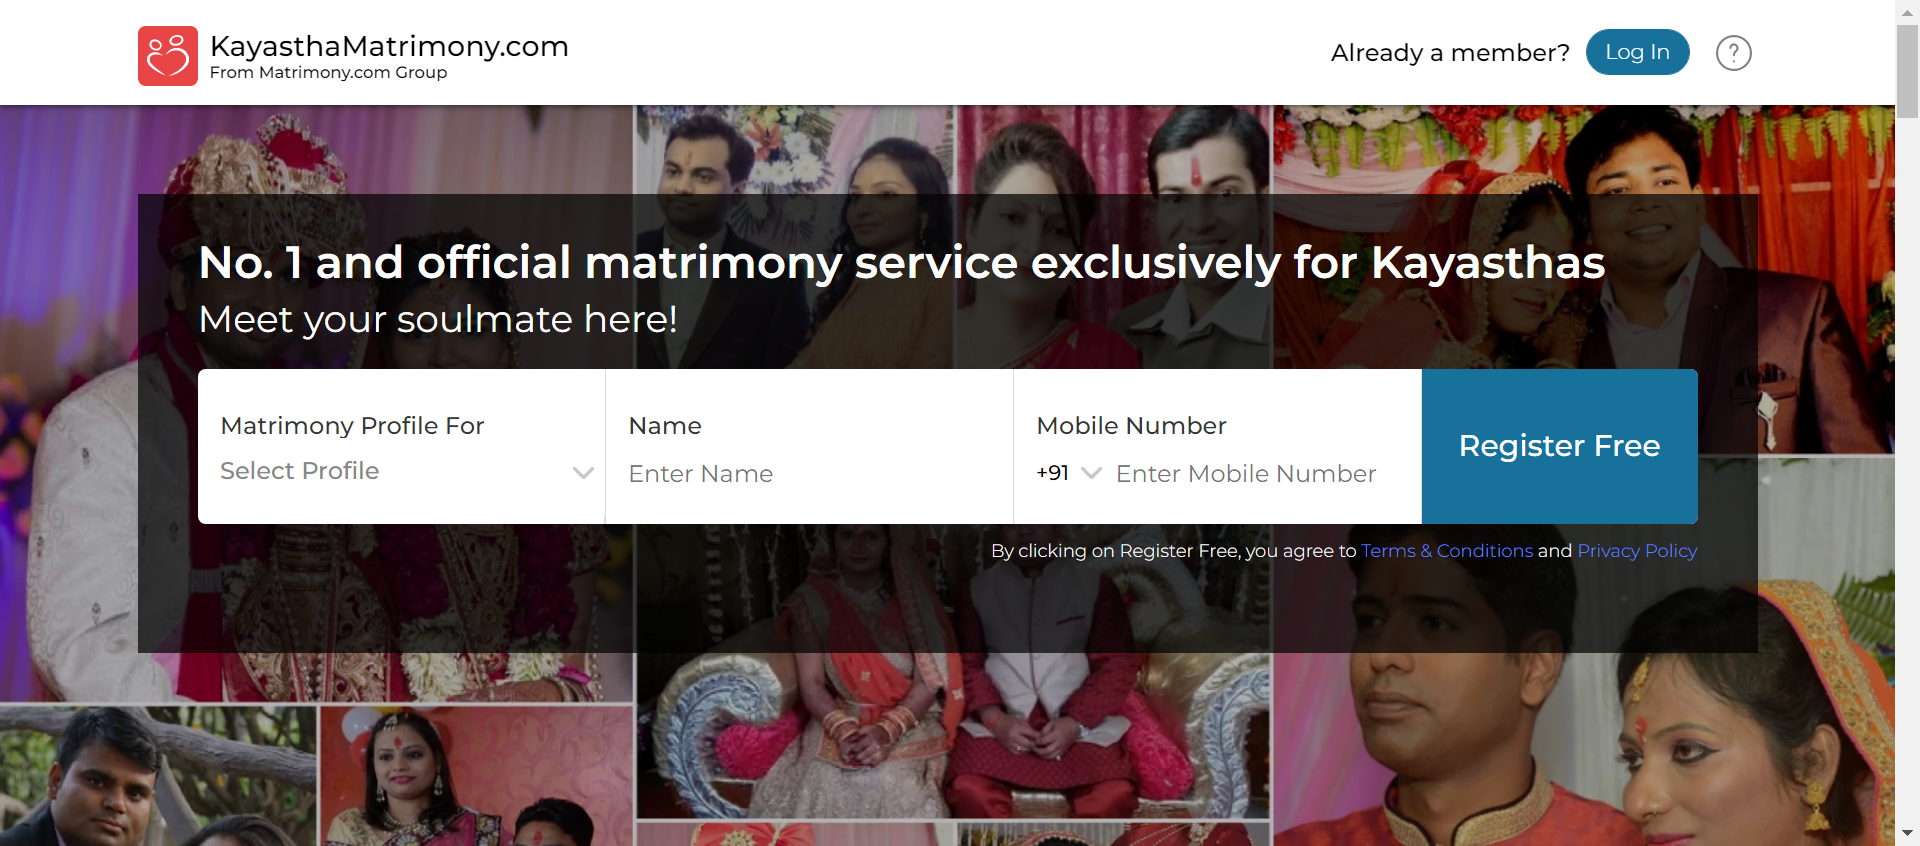 KayasthaMatrimony.com
From Matrimony.com Group
Already a member?
Log In
?
No. 1 and official matrimony service exclusively for Kayasthas
Meet your soulmate here!
Matrimony Profile For
Select Profile
Name
Enter Name
Mobile Number
+91
Enter Mobile Number
Register Free
By clicking on Register Free, you agree to Terms & Conditions and Privacy Policy